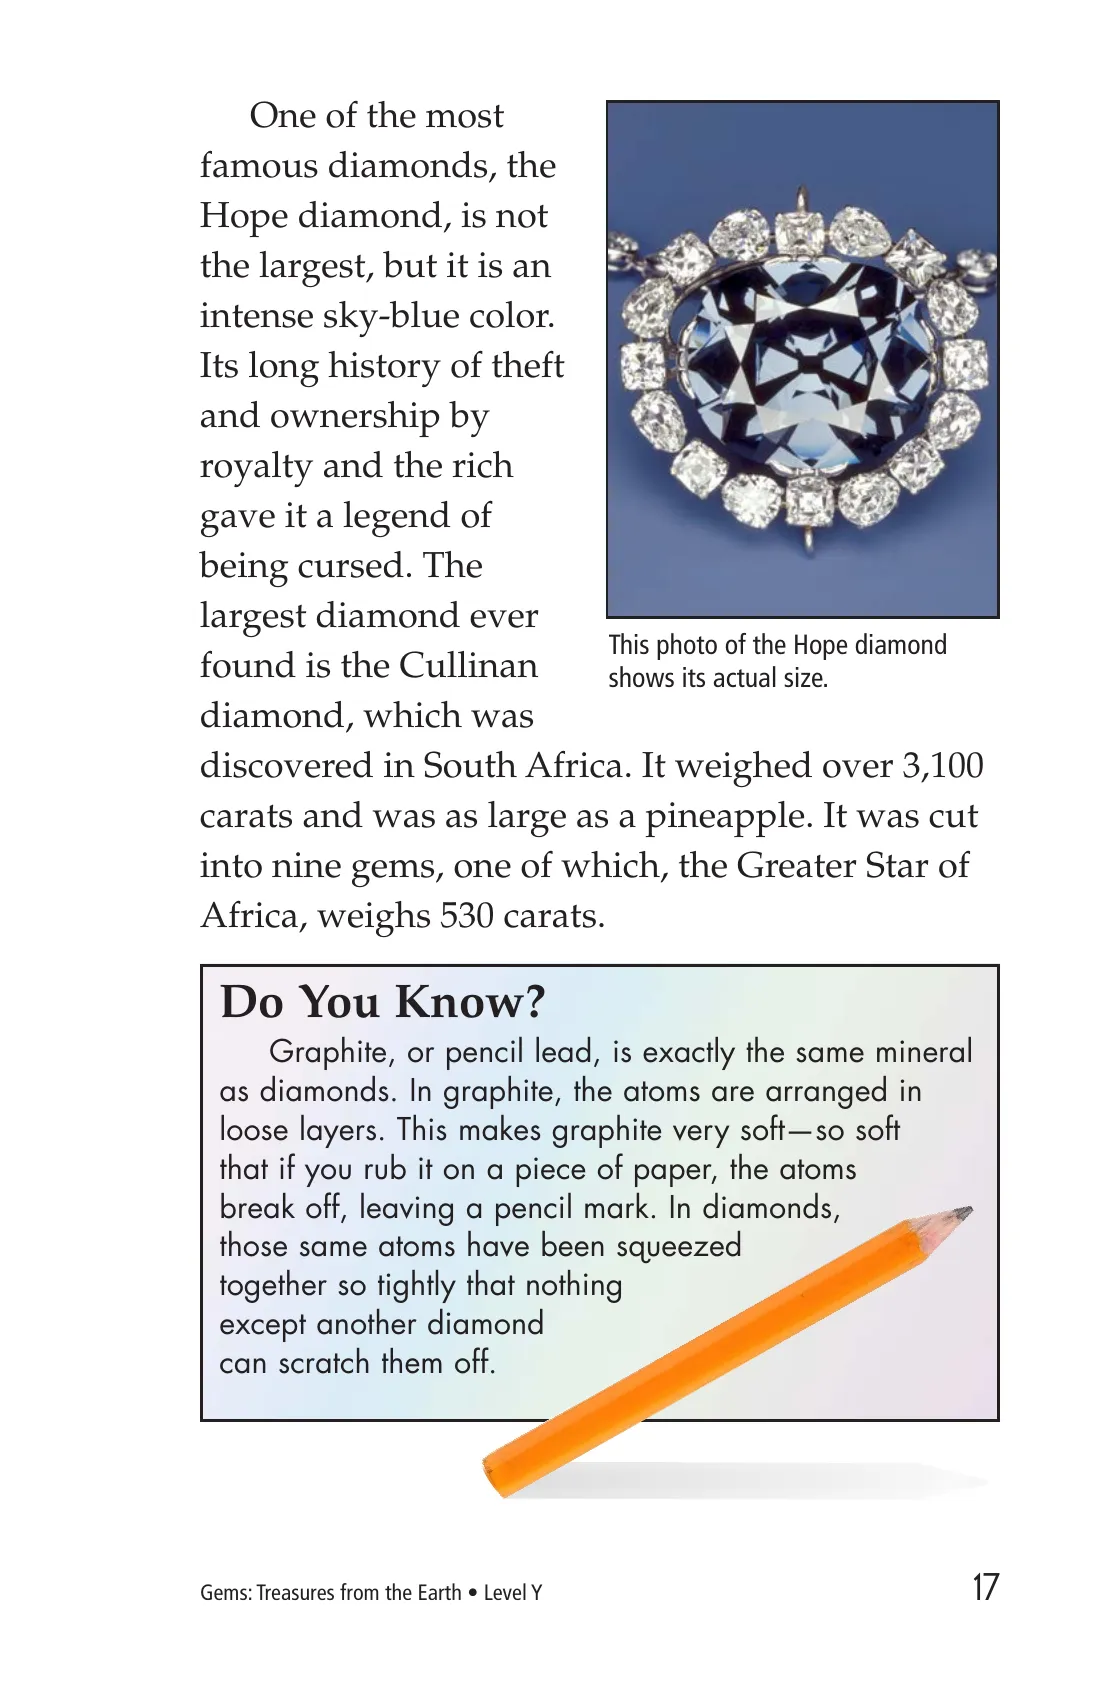 One of the most
famous diamonds, the
Hope diamond, is not
the largest, but it is an
intense sky-blue color.
Its long history of theft
and ownership by
royalty and the rich
gave it a legend of
being cursed. The
largest diamond ever
found is the Cullinan
diamond, which was
discovered in South Africa. It weighed over 3,100
carats and was as large as a pineapple. It was cut
into nine gems, one of which, the Greater Star of
Africa, weighs 530 carats.
This photo of the Hope diamond
shows its actual size.
Do You Know?
Graphite, or pencil lead, is exactly the same mineral
as diamonds. In graphite, the atoms are arranged in
loose layers. This makes graphite very soft—so soft
that if you rub it on a piece of paper, the atoms
break off, leaving a pencil mark. In diamonds,
those same atoms have been squeezed
together so tightly that nothing
except another diamond
can scratch them off.
Gems: Treasures from the Earth • Level Y
17